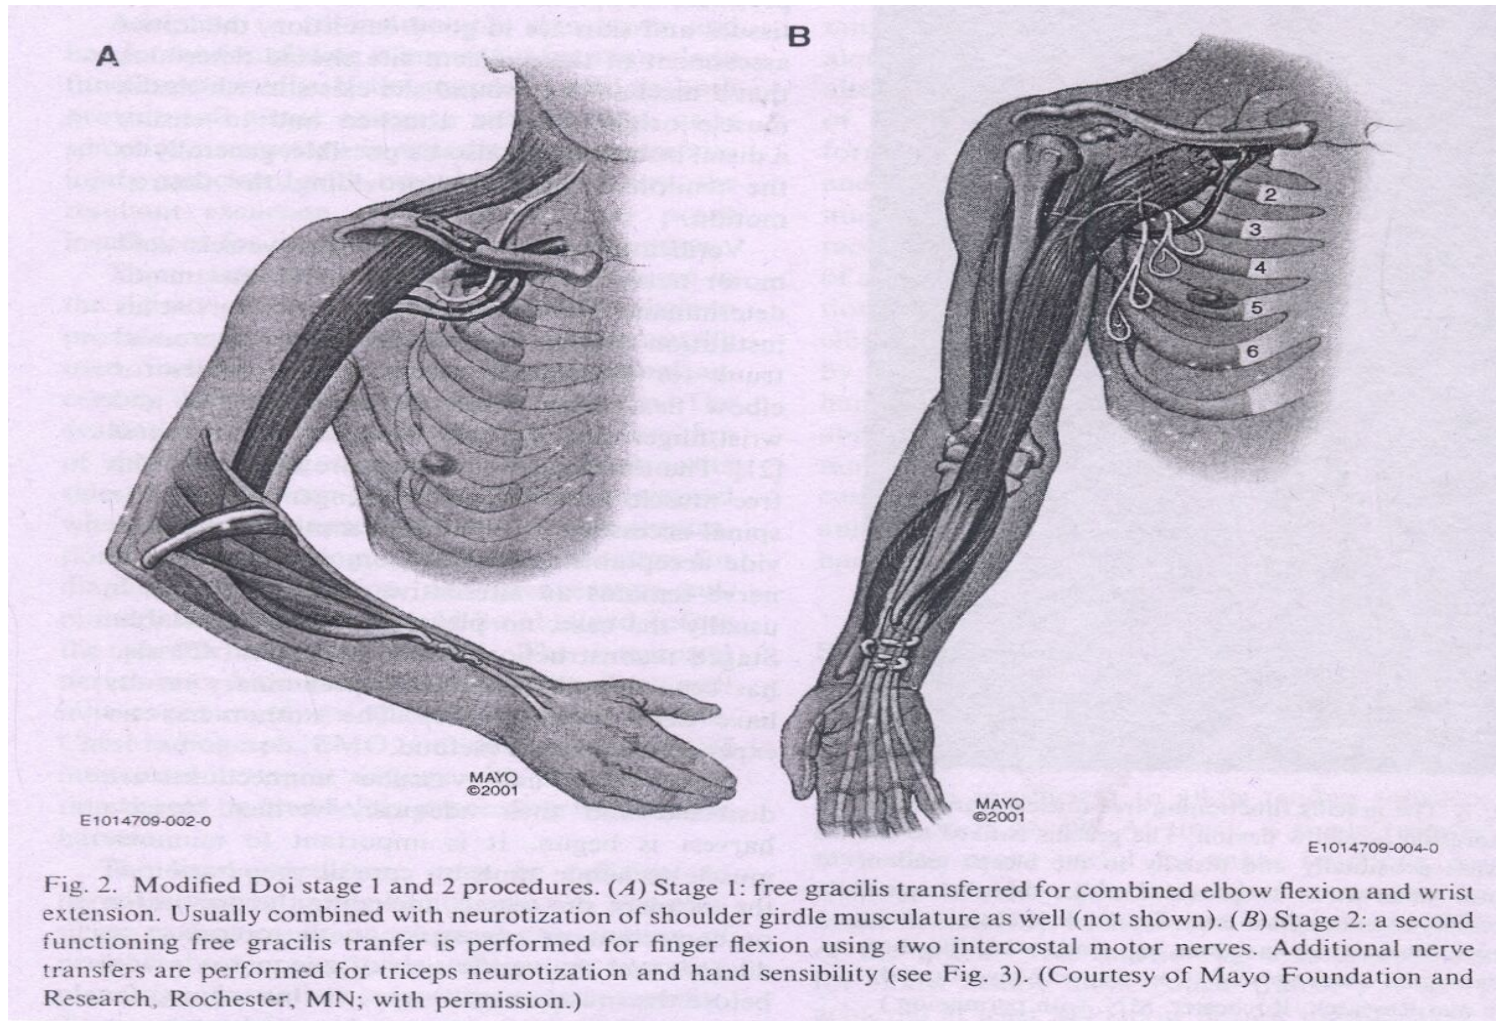 A
B
2
3
4
5
6
MAYO
©2001
E1014709-002-0
MAYO
©2001
E1014709-004-0
Fig. 2. Modified Doi stage 1 and 2 procedures. (A) Stage 1: free gracilis transferred for combined elbow flexion and wrist
extension. Usually combined with neurotization of shoulder girdle musculature as well (not shown). (B) Stage 2: a second
functioning free gracilis tranfer is performed for finger flexion using two intercostal motor nerves. Additional nerve
transfers are performed for triceps neurotization and hand sensibility (see Fig. 3). (Courtesy of Mayo Foundation and
Research, Rochester, MN; with permission.)